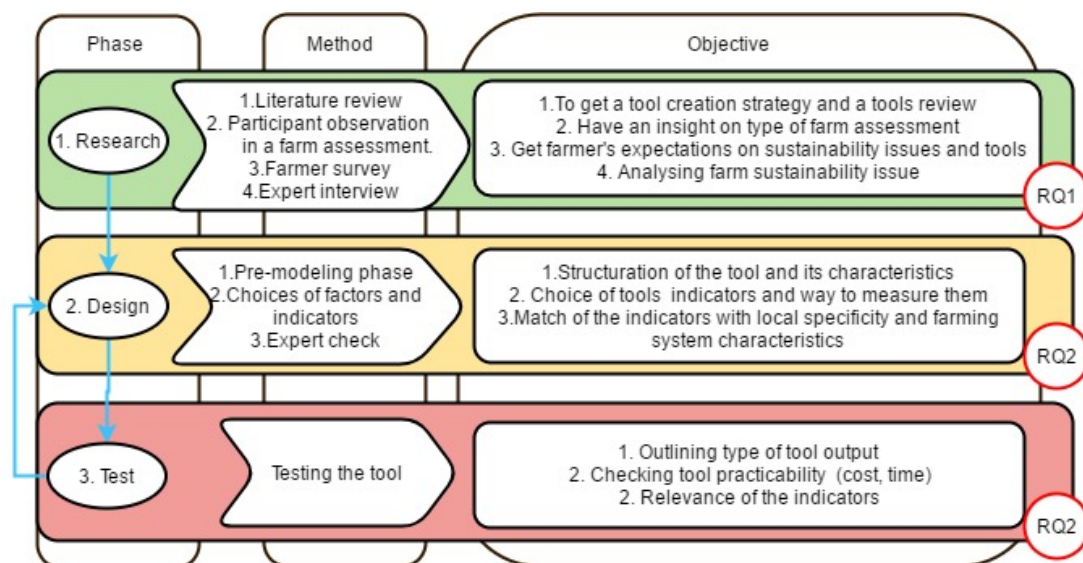 Phase
Method
Objective
1. Research
1.Literature review
2. Participant observation
in a farm assessment.
3.Farmer survey
4.Expert interview
1.To get a tool creation strategy and a tools review
2. Have an insight on type of farm assessment
3. Get farmer's expectations on sustainability issues and tools
4. Analysing farm sustainability issue
RQ1
2. Design
1.Pre-modeling phase
2.Choices of factors and
indicators
3.Expert check
1.Structuration of the tool and its characteristics
2. Choice of tools indicators and way to measure them
3.Match of the indicators with local specificity and farming
system characteristics
RQ2
3. Test
Testing the tool
1. Outlining type of tool output
2. Checking tool practicability (cost, time)
2. Relevance of the indicators
RQ2